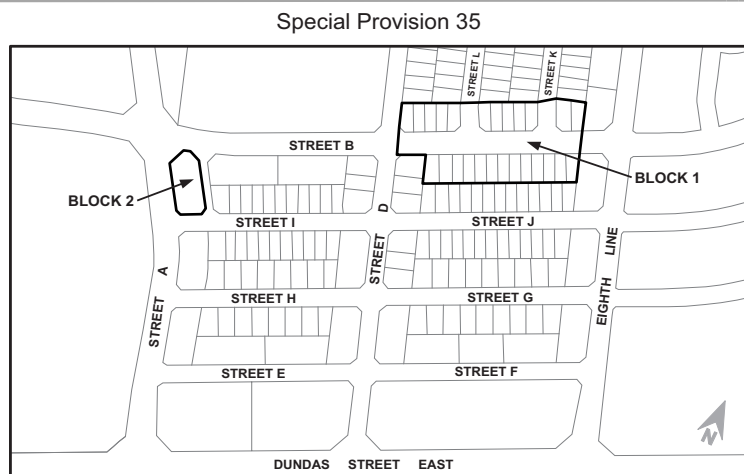 Special Provision 35
STREET L
STREET K
STREET B
BLOCK 1
BLOCK 2
STREET D
STREET I
STREET J
STREET A
EIGHTH LINE
STREET H
STREET G
STREET E
STREET F
N
DUNDAS STREET EAST